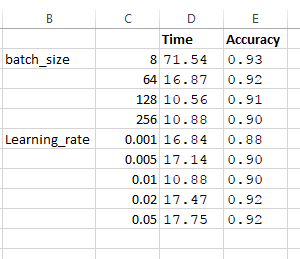 B C D E
Time Accuracy
batch_size 8 71.54 0.93
64 16.87 0.92
128 10.56 0.91
256 10.88 0.90
Learning_rate 0.001 16.84 0.88
0.005 17.14 0.90
0.01 10.88 0.90
0.02 17.47 0.92
0.05 17.75 0.92